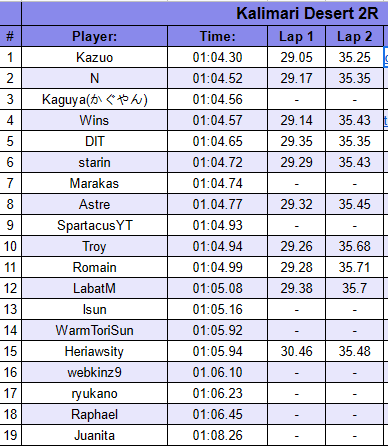 Kalimari Desert 2R
# Player: Time: Lap 1 Lap 2
1 Kazuo 01:04.30 29.05 35.25
2 N 01:04.52 29.17 35.35
3 Kaguya(かぐやん) 01:04.56 - -
4 Wins 01:04.57 29.14 35.43
5 DIT 01:04.65 29.35 35.35
6 starin 01:04.72 29.29 35.43
7 Marakas 01:04.74 - -
8 Astre 01:04.77 29.32 35.45
9 SpartacusYT 01:04.93 - -
10 Troy 01:04.94 29.26 35.68
11 Romain 01:04.99 29.28 35.71
12 LabatM 01:05.08 29.38 35.7
13 Isun 01:05.16 - -
14 WarmToriSun 01:05.92 - -
15 Heriawsity 01:05.94 30.46 35.48
16 webkinz9 01:06.10 - -
17 ryukano 01:06.23 - -
18 Raphael 01:06.45 - -
19 Juanita 01:08.26 - -